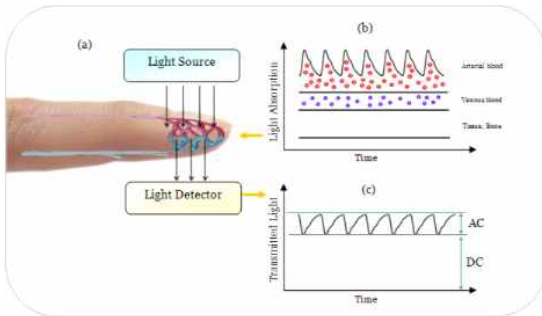 (a)
Light Source
Light Detector
(b)
Light Absorption
Arterial blood
Venous blood
Tissue, Bone
Time
(c)
Transmitted Light
AC
DC
Time